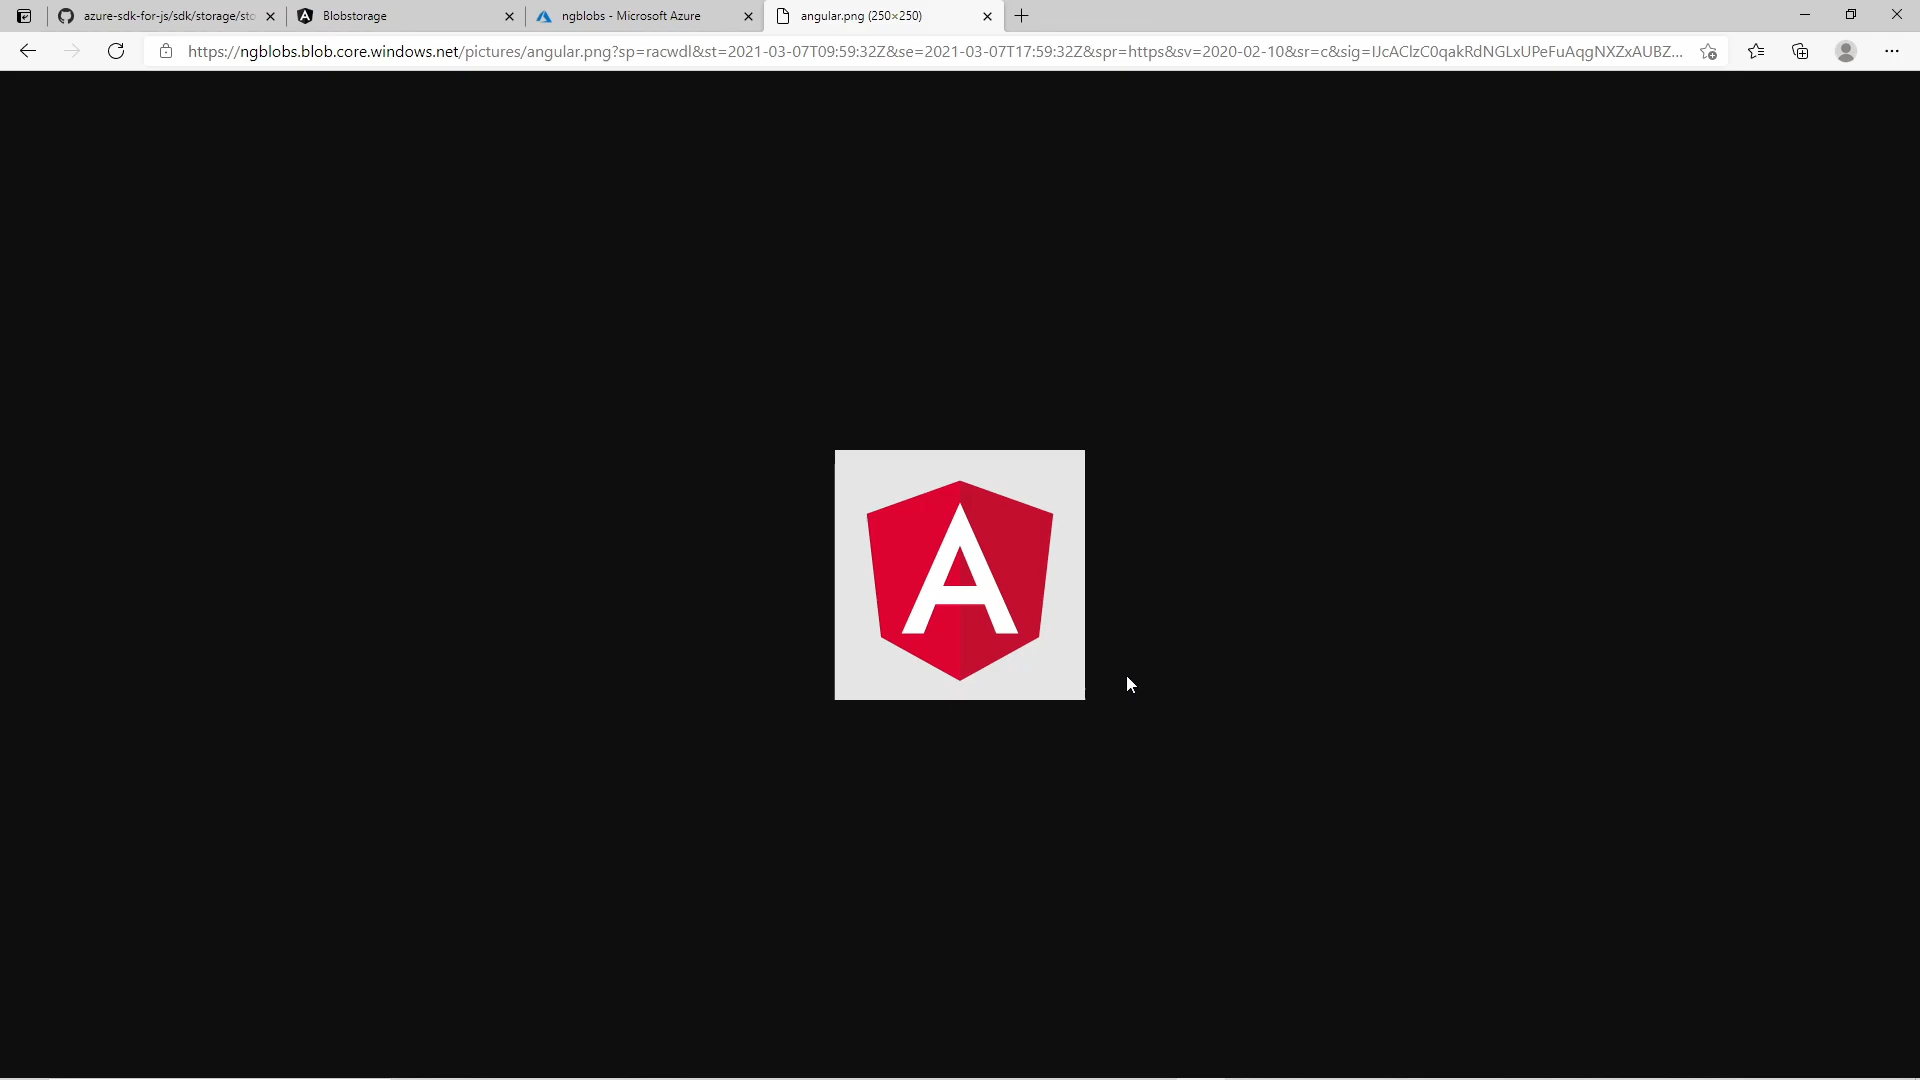 azure-sdk-for-js/sdk/storage/sto
Blobstorage
ngblobs - Microsoft Azure
angular.png (250×250)
https://ngblobs.blob.core.windows.net/pictures/angular.png?sp=racwdl&st=2021-03-07T09:59:32Z&se=2021-03-07T17:59:32Z&spr=https&sv=2020-02-10&sr=c&sig=IJcAClzC0qakRdNGLxUPeFuAqgNXZxAUBZ...
A